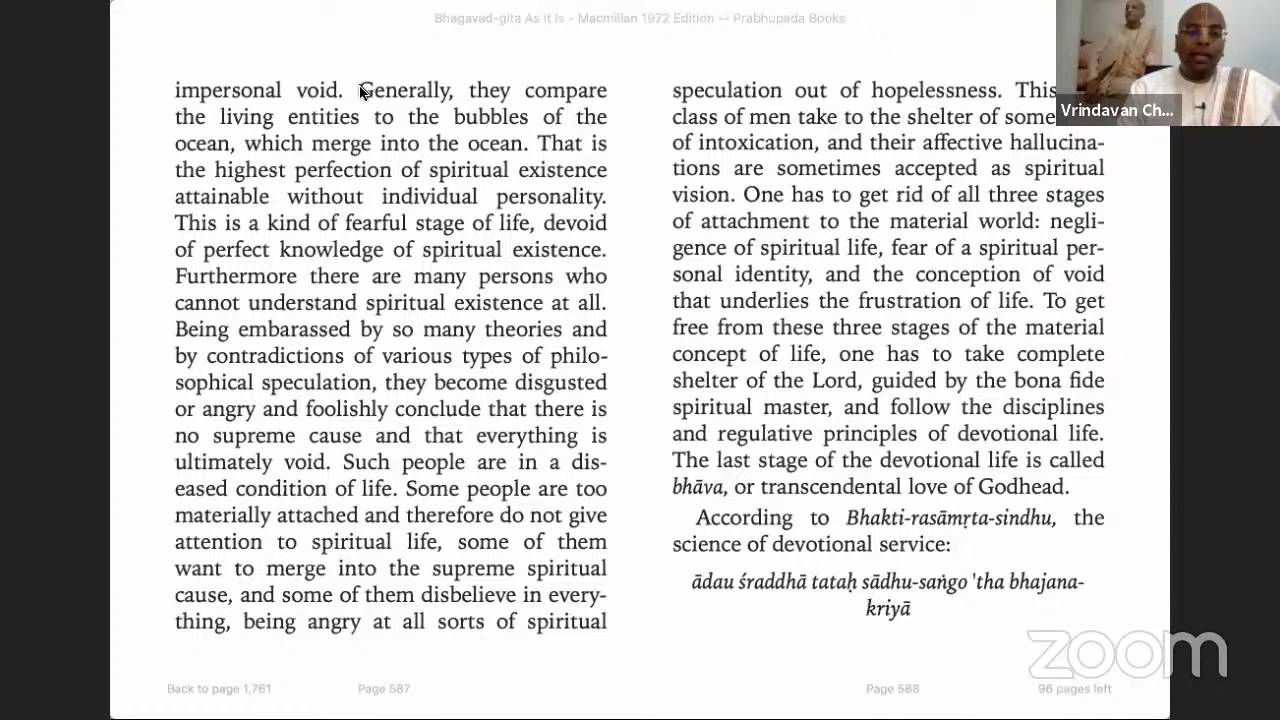 Bhagavad-gita As It Is - Macmillan 1972 Edition -- Prabhupada Books
impersonal void. Generally, they compare
the living entities to the bubbles of the
ocean, which merge into the ocean. That is
the highest perfection of spiritual existence
attainable without individual personality.
This is a kind of fearful stage of life, devoid
of perfect knowledge of spiritual existence.
Furthermore there are many persons who
cannot understand spiritual existence at all.
Being embarassed by so many theories and
by contradictions of various types of philo-
sophical speculation, they become disgusted
or angry and foolishly conclude that there is
no supreme cause and that everything is
ultimately void. Such people are in a dis-
eased condition of life. Some people are too
materially attached and therefore do not give
attention to spiritual life, some of them
want to merge into the supreme spiritual
cause, and some of them disbelieve in every-
thing, being angry at all sorts of spiritual
speculation out of hopelessness. This
class of men take to the shelter of some
of intoxication, and their affective hallucina-
tions are sometimes accepted as spiritual
vision. One has to get rid of all three stages
of attachment to the material world: negli-
gence of spiritual life, fear of a spiritual per-
sonal identity, and the conception of void
that underlies the frustration of life. To get
free from these three stages of the material
concept of life, one has to take complete
shelter of the Lord, guided by the bona fide
spiritual master, and follow the disciplines
and regulative principles of devotional life.
The last stage of the devotional life is called
bhāva, or transcendental love of Godhead.
According to Bhakti-rasāmṛta-sindhu, the
science of devotional service:
ādau śraddhā tataḥ sādhu-saṅgo 'tha bhajana-
kriyā
Vrindavan Ch...
zoom
Back to page 1,761
Page 587
Page 588
96 pages left